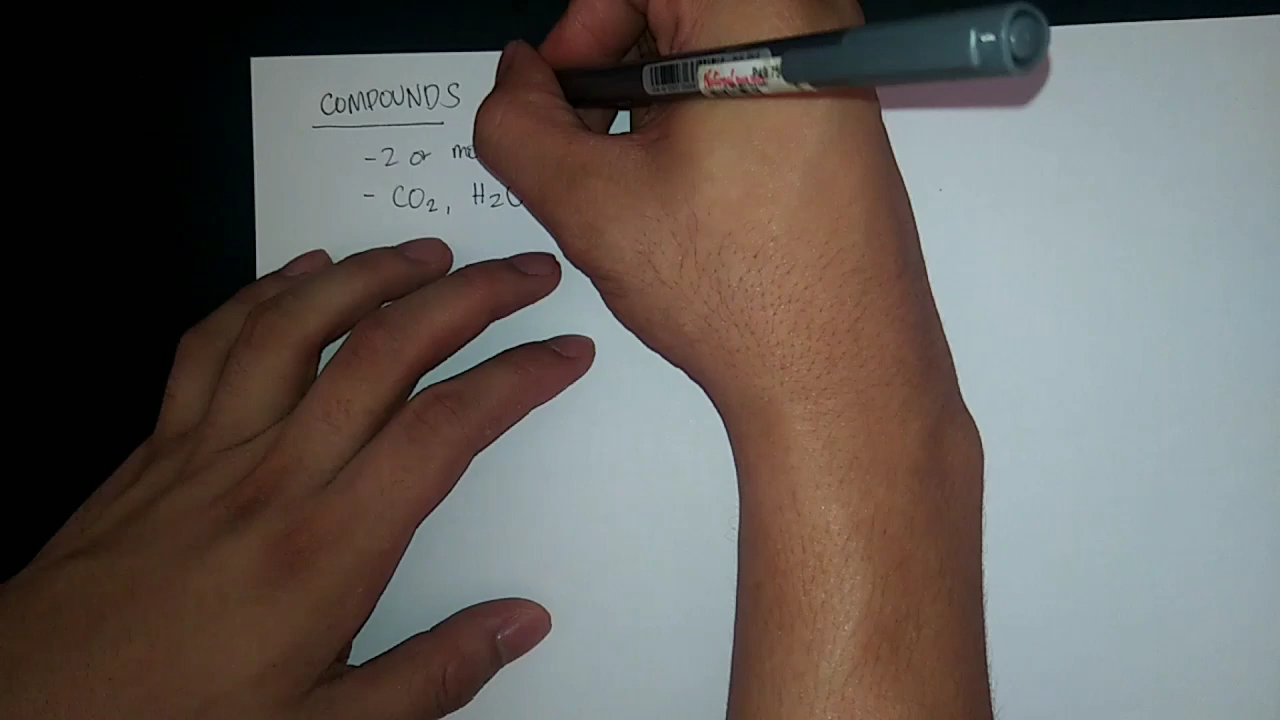 COMPOUNDS
- 2 or
- CO₂, H₂O